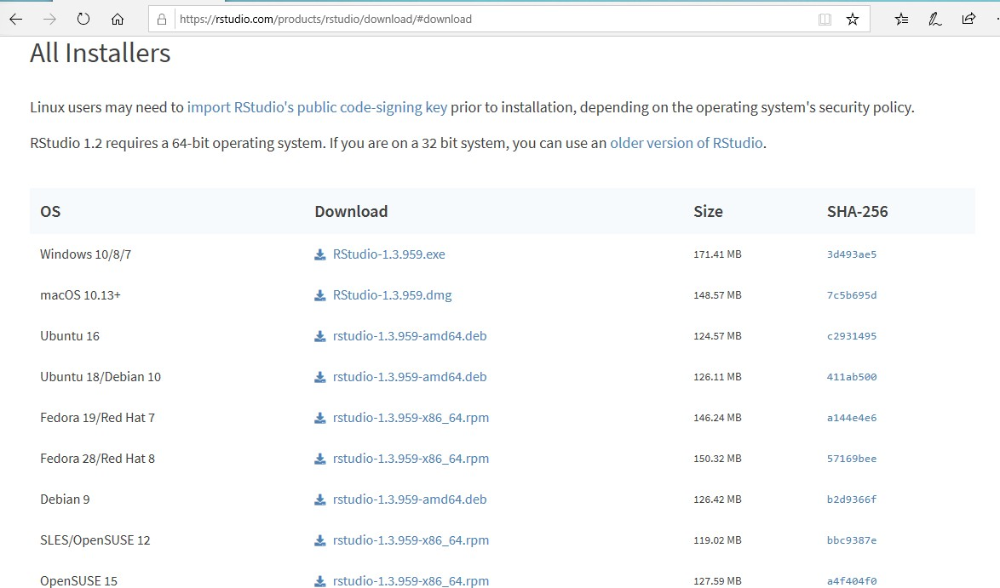 https://rstudio.com/products/rstudio/download/#download
All Installers
Linux users may need to import RStudio's public code-signing key prior to installation, depending on the operating system's security policy.
RStudio 1.2 requires a 64-bit operating system. If you are on a 32 bit system, you can use an older version of RStudio.
OS Download Size SHA-256
Windows 10/8/7 RStudio-1.3.959.exe 171.41 MB 3d493ae5
macOS 10.13+ RStudio-1.3.959.dmg 148.57 MB 7c5b695d
Ubuntu 16 rstudio-1.3.959-amd64.deb 124.57 MB c2931495
Ubuntu 18/Debian 10 rstudio-1.3.959-amd64.deb 126.11 MB 411ab500
Fedora 19/Red Hat 7 rstudio-1.3.959-x86_64.rpm 146.24 MB a144e4e6
Fedora 28/Red Hat 8 rstudio-1.3.959-x86_64.rpm 150.32 MB 57169bee
Debian 9 rstudio-1.3.959-amd64.deb 126.42 MB b2d9366f
SLES/OpenSUSE 12 rstudio-1.3.959-x86_64.rpm 119.02 MB bbc9387e
OpenSUSE 15 rstudio-1.3.959-x86_64.rpm 127.59 MB a4f404f0